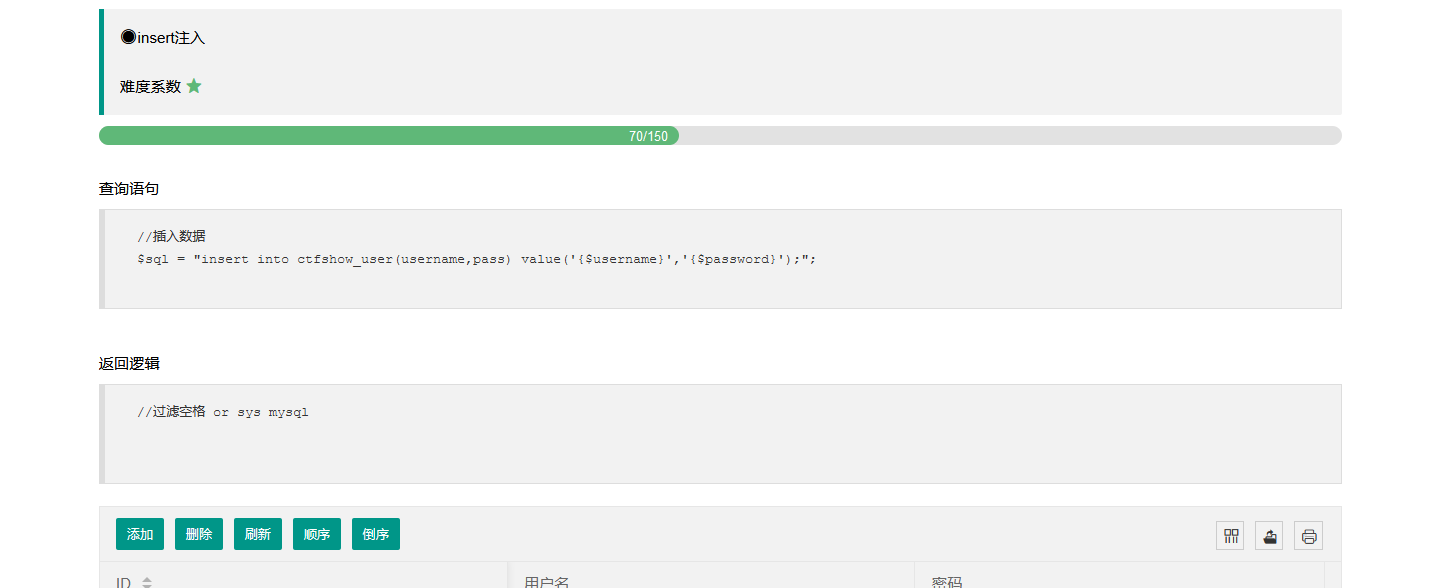 insert注入
难度系数
70/150
查询语句
//插入数据
$sql = "insert into ctfshow_user(username,pass) value('{$username}','{$password}');";
返回逻辑
//过滤空格 or sys mysql
添加 删除 刷新 顺序 倒序
ID 用户名 密码